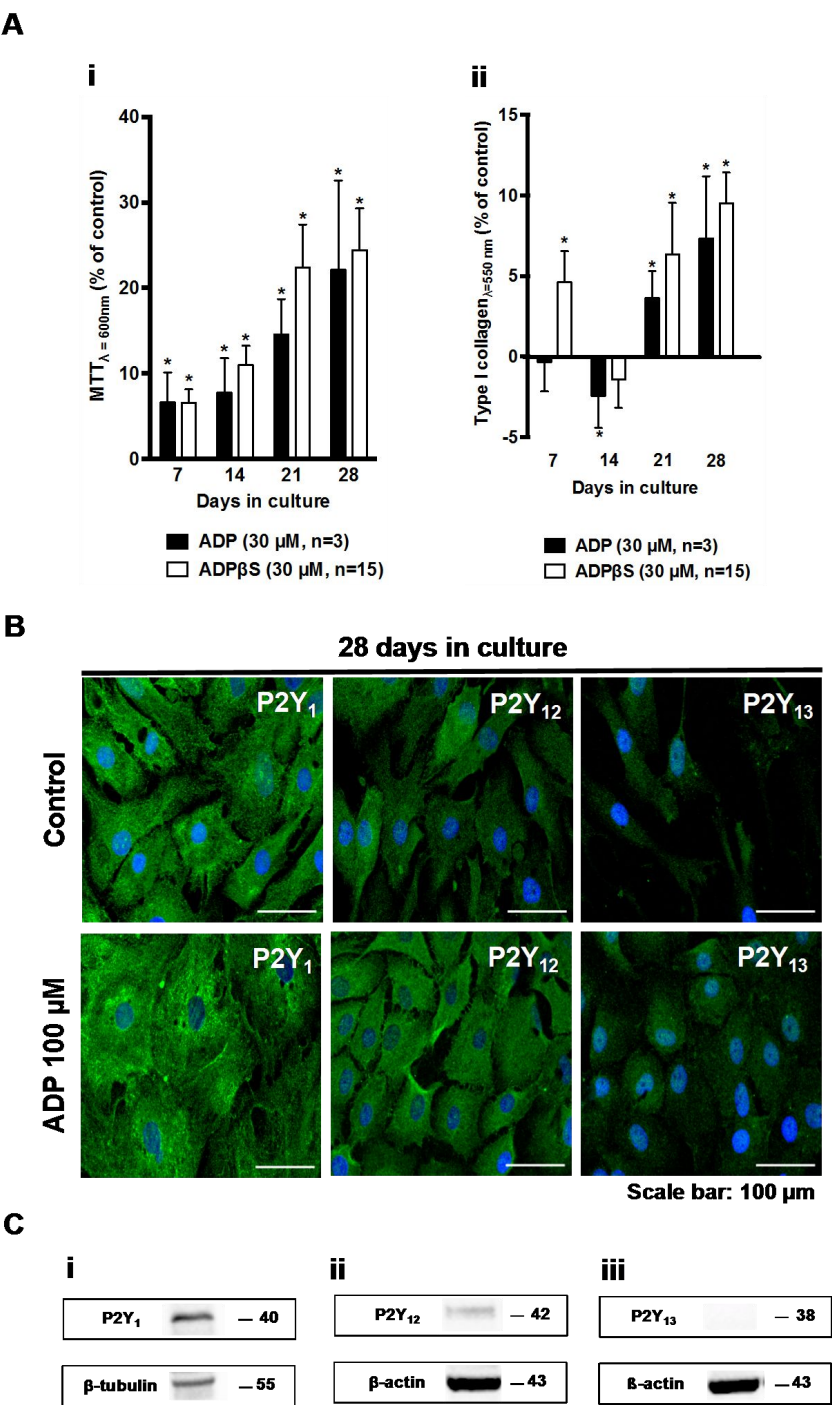 A
i
ii
40
30
20
10
0
MTTλ = 600nm (% of control)
* * * * * * * *
7 14 21 28
Days in culture
ADP (30 µM, n=3)
ADPβS (30 µM, n=15)
15
10
5
0
-5
Type I collagenλ=550 nm (% of control)
* * * * * *
7 14 21 28
Days in culture
ADP (30 µM, n=3)
ADPβS (30 µM, n=15)
B
28 days in culture
Control
P2Y1
P2Y12
P2Y13
ADP 100 µM
P2Y1
P2Y12
P2Y13
Scale bar: 100 µm
C
i
P2Y1 – 40
β-tubulin – 55
ii
P2Y12 – 42
β-actin – 43
iii
P2Y13 – 38
ß-actin – 43